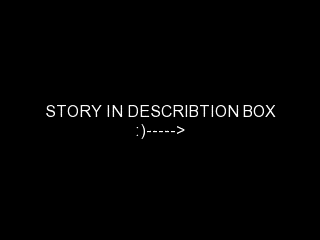 STORY IN DESCRIBTION BOX
:)----->